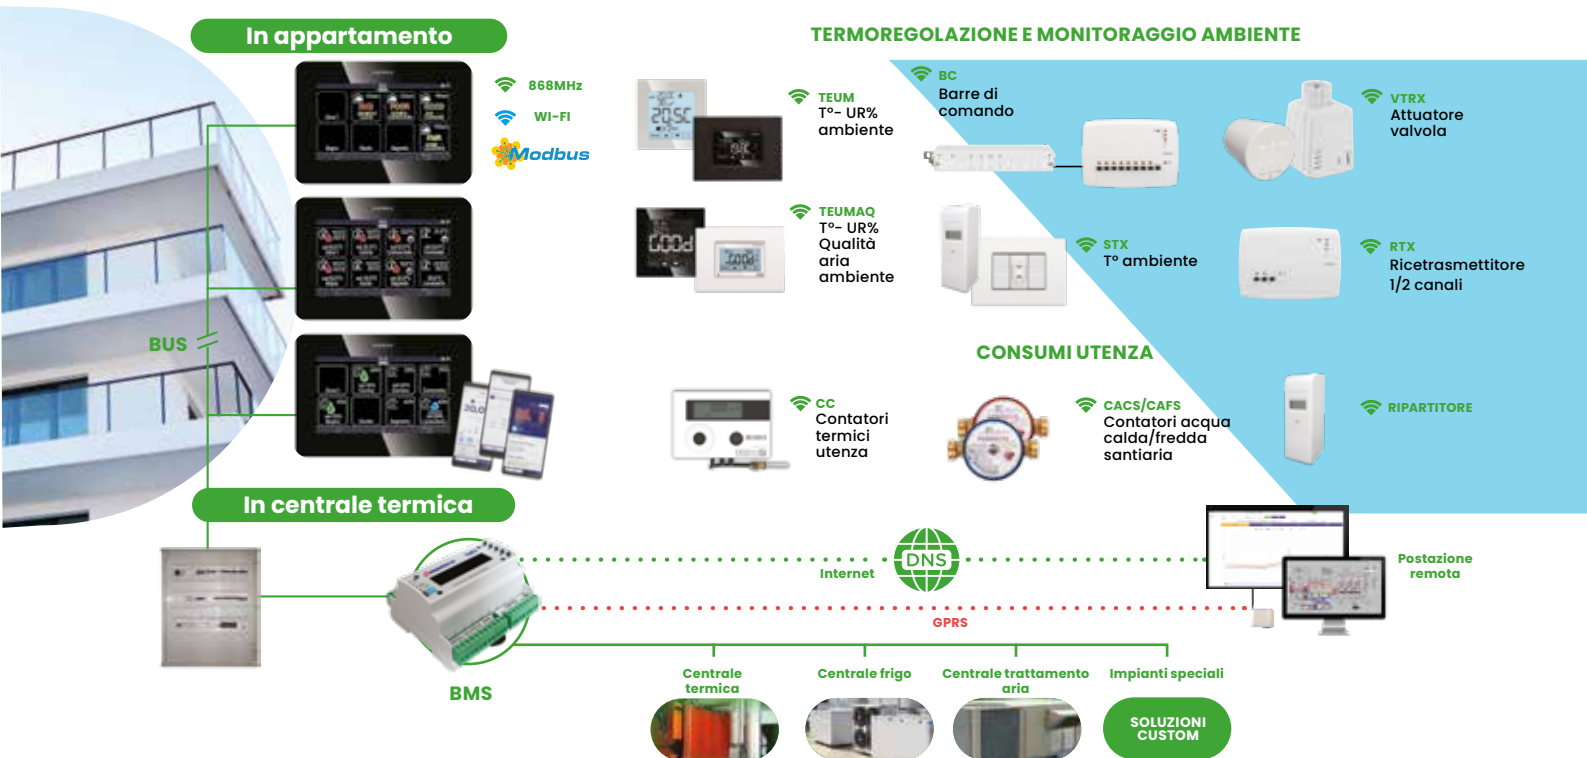 In appartamento
868MHz
WI-FI
Modbus
BUS
TERMOREGOLAZIONE E MONITORAGGIO AMBIENTE
TEUM
T°- UR%
ambiente
BC
Barre di
comando
VTRX
Attuatore
valvola
TEUMAQ
T°- UR%
Qualità
aria
ambiente
STX
T° ambiente
RTX
Ricetrasmettitore
1/2 canali
CONSUMI UTENZA
CC
Contatori
termici
utenza
CACS/CAFS
Contatori acqua
calda/fredda
santiaria
RIPARTITORE
In centrale termica
BMS
Internet
DNS
GPRS
Postazione
remota
Centrale
termica
Centrale frigo
Centrale trattamento
aria
Impianti speciali
SOLUZIONI
CUSTOM